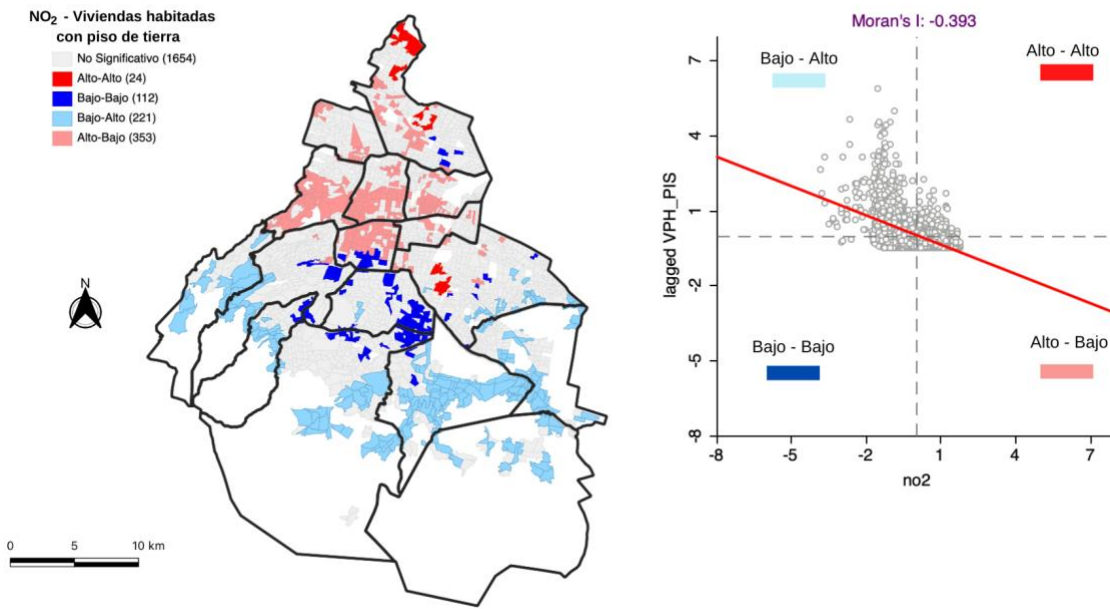 NO₂ - Viviendas habitadas
con piso de tierra
No Significativo (1654)
Alto-Alto (24)
Bajo-Bajo (112)
Bajo-Alto (221)
Alto-Bajo (353)
N
0 5 10 km
Moran's I: -0.393
Bajo - Alto
Alto - Alto
7
4
1
-2
-5
-8
lagged VPH_PIS
Bajo - Bajo
Alto - Bajo
-8 -5 -2 1 4 7
no2